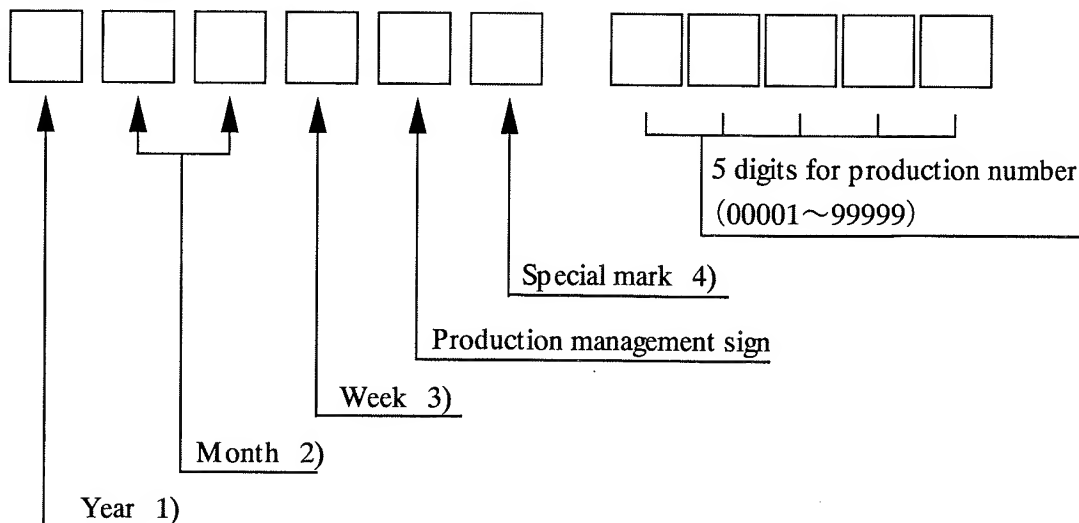 5 digits for production number
(00001～99999)
Special mark 4)
Production management sign
Week 3)
Month 2)
Year 1)